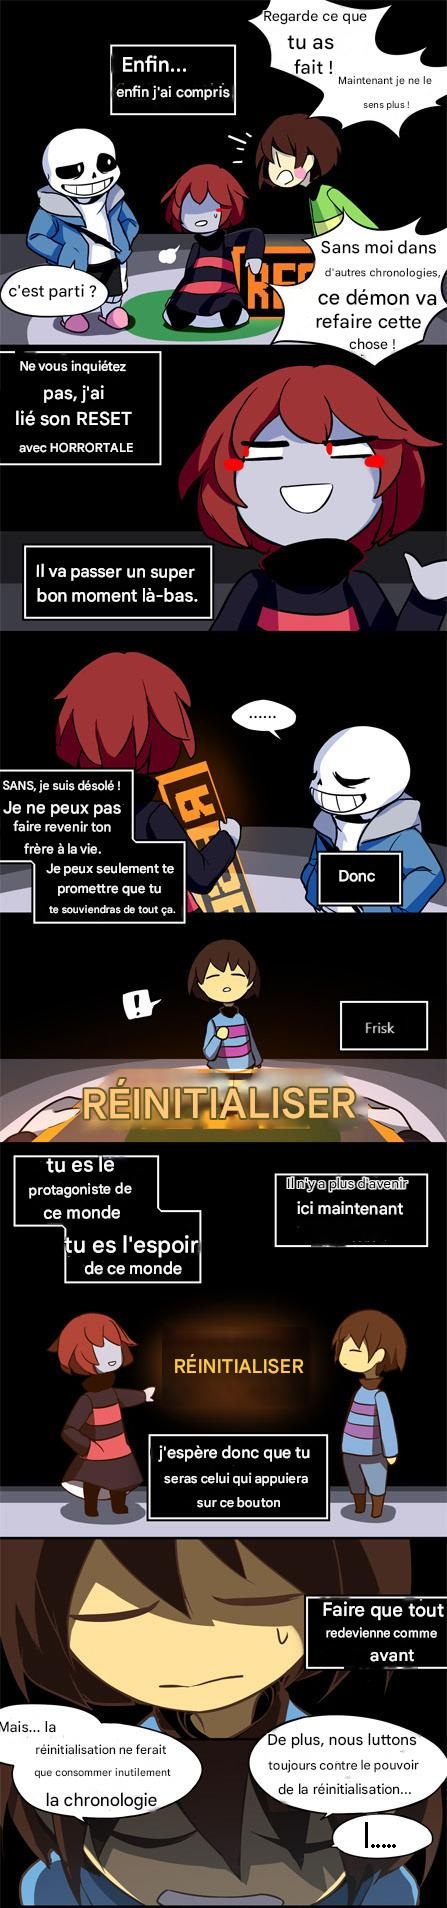 Regarde ce que
tu as
fait !
Maintenant je ne le
sens plus !
Enfin...
enfin j'ai compris
c'est parti ?
Sans moi dans
d'autres chronologies,
ce démon va
refaire cette
chose !
Ne vous inquiétez
pas, j'ai
lié son RESET
avec HORRORTALE
Il va passer un super
bon moment là-bas.
......
SANS, je suis désolé !
Je ne peux pas
faire revenir ton
frère à la vie.
Je peux seulement te
promettre que tu
te souviendras de tout ça.
Donc
!
Frisk
RÉINITIALISER
tu es le
protagoniste de
ce monde
tu es l'espoir
de ce monde
Il n'y a plus d'avenir
ici maintenant
RÉINITIALISER
j'espère donc que tu
seras celui qui appuiera
sur ce bouton
Faire que tout
redevienne comme
avant
Mais... la
réinitialisation ne ferait
que consommer inutilement
la chronologie
De plus, nous luttons
toujours contre le pouvoir
de la réinitialisation...
I.....